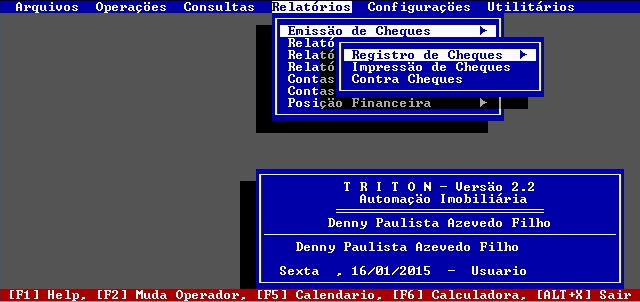 Arquivos Operações Consultas Relatórios Configurações Utilitários
Emissão de Cheques
Relató
Relató
Relató
Contas
Contas
Posição Financeira
Registro de Cheques
Impressão de Cheques
Contra Cheques
T R I T O N - Versão 2.2
Automação Imobiliária
Denny Paulista Azevedo Filho
Denny Paulista Azevedo Filho
Sexta , 16/01/2015 - Usuario
[F1] Help, [F2] Muda Operador, [F5] Calendario, [F6] Calculadora, [ALT+X] Sair